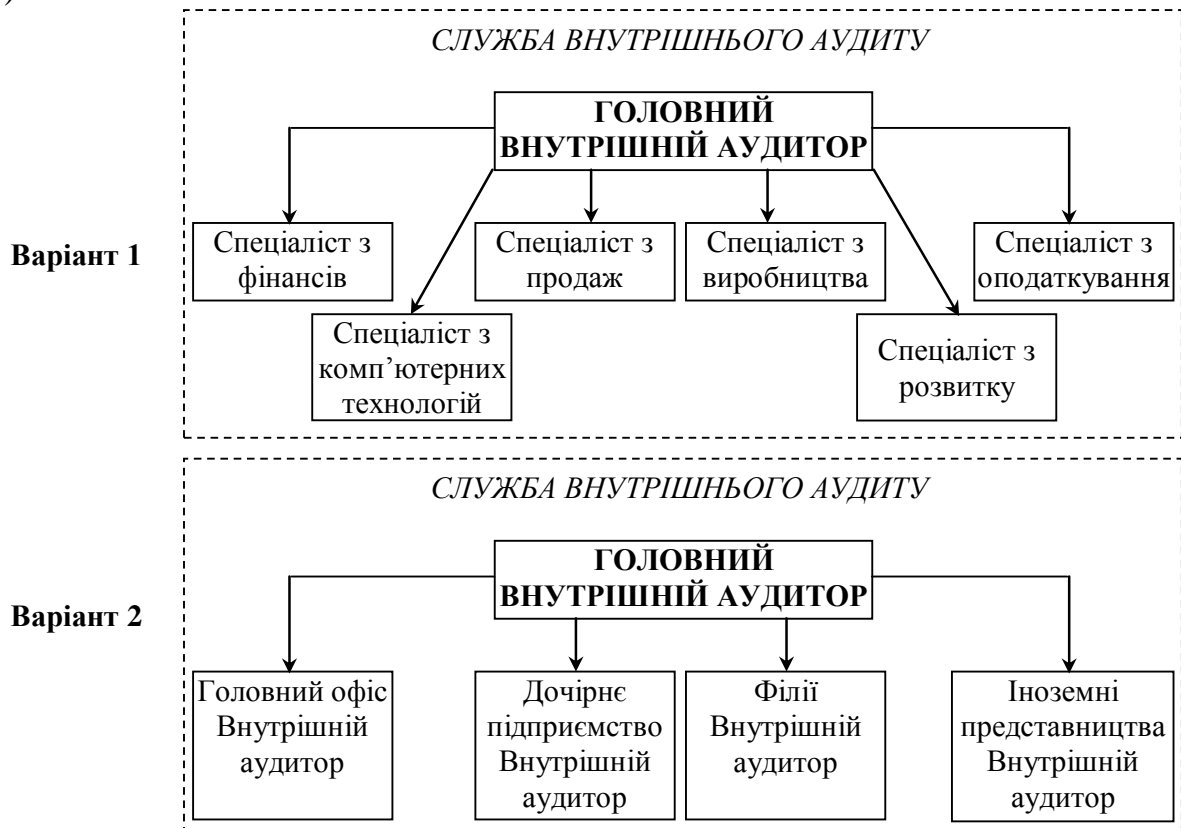 )
СЛУЖБА ВНУТРІШНЬОГО АУДИТУ
ГОЛОВНИЙ
ВНУТРІШНІЙ АУДИТОР
Варіант 1
Спеціаліст з
фінансів
Спеціаліст з
продаж
Спеціаліст з
виробництва
Спеціаліст з
оподаткування
Спеціаліст з
комп’ютерних
технологій
Спеціаліст з
розвитку
СЛУЖБА ВНУТРІШНЬОГО АУДИТУ
ГОЛОВНИЙ
ВНУТРІШНІЙ АУДИТОР
Варіант 2
Головний офіс
Внутрішній
аудитор
Дочірнє
підприємство
Внутрішній
аудитор
Філії
Внутрішній
аудитор
Іноземні
представництва
Внутрішній
аудитор